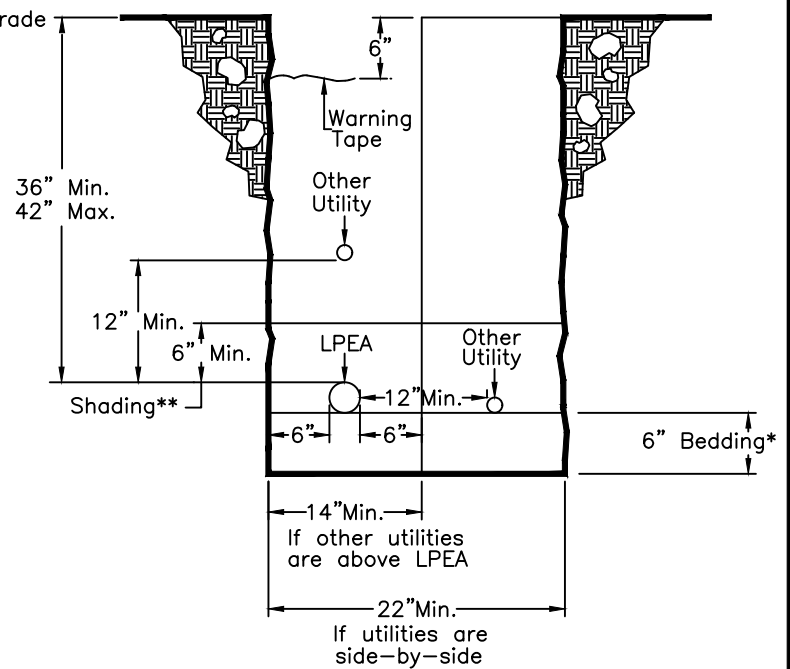 rade
6”
Warning
Tape
Other
Utility
36” Min.
42” Max.
12” Min.
6” Min.
LPEA
Other
Utility
12”Min.
Shading**
6”
6”
6” Bedding*
14”Min.
If other utilities
are above LPEA
22”Min.
If utilities are
side–by–side